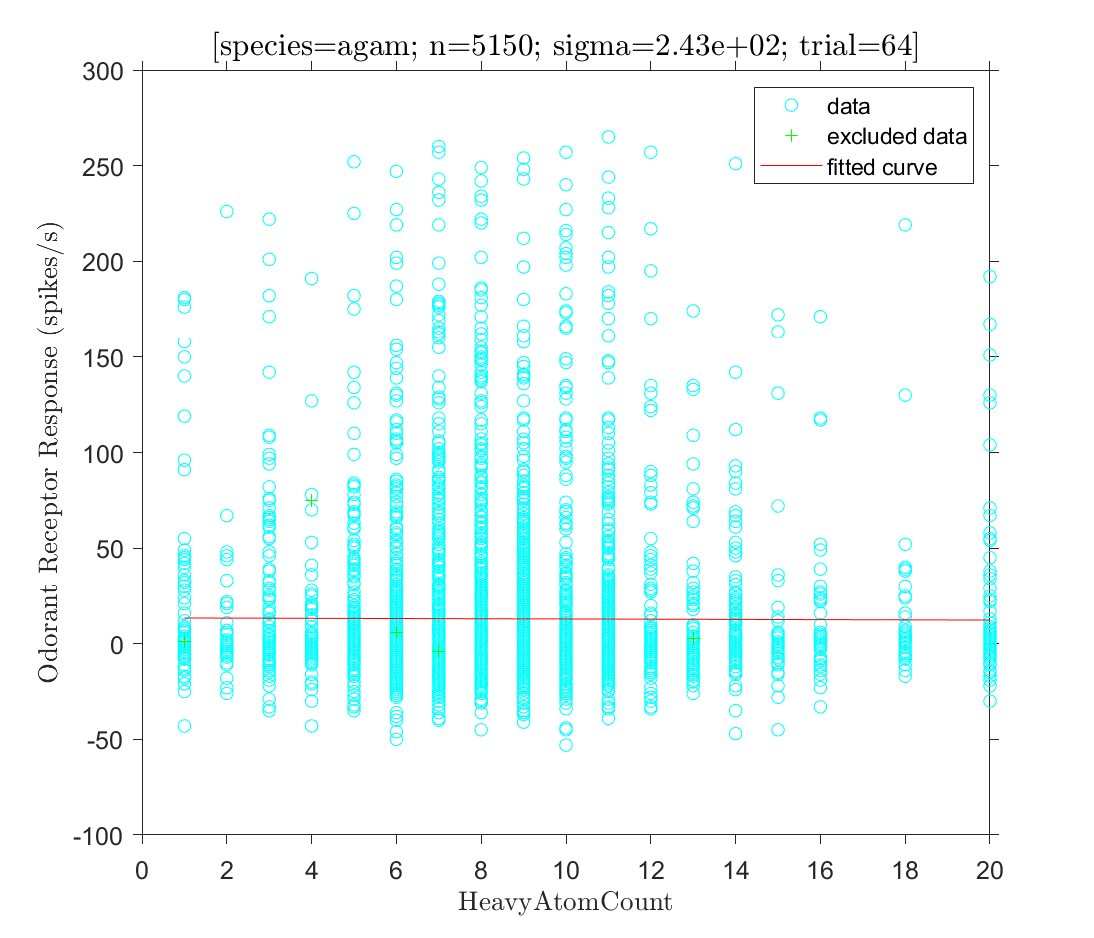 [species=agam; n=5150; sigma=2.43e+02; trial=64]
300
250
200
150
100
50
0
-50
-100
Odorant Receptor Response (spikes/s)
data
excluded data
fitted curve
0 2 4 6 8 10 12 14 16 18 20
HeavyAtomCount